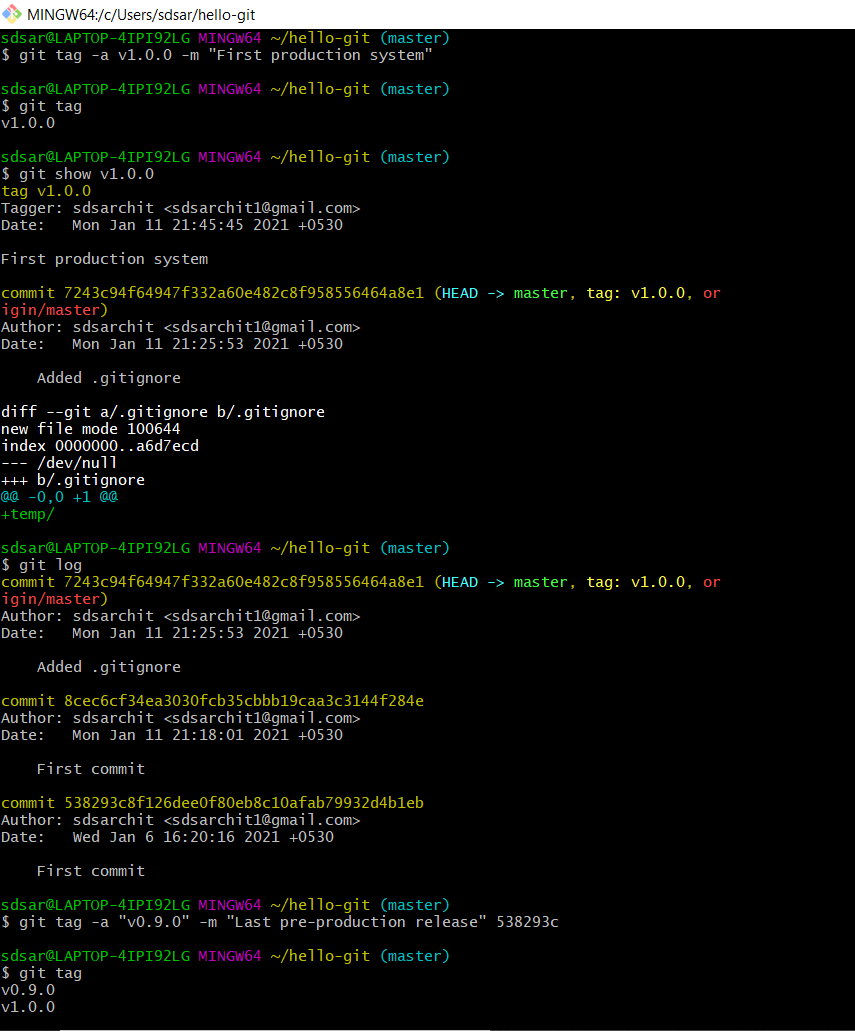 MINGW64:/c/Users/sdsar/hello-git
sdsar@LAPTOP-4IPI92LG MINGW64 ~/hello-git (master)
$ git tag -a v1.0.0 -m "First production system"
sdsar@LAPTOP-4IPI92LG MINGW64 ~/hello-git (master)
$ git tag
v1.0.0
sdsar@LAPTOP-4IPI92LG MINGW64 ~/hello-git (master)
$ git show v1.0.0
tag v1.0.0
Tagger: sdsarchit <sdsarchit1@gmail.com>
Date:   Mon Jan 11 21:45:45 2021 +0530
First production system
commit 7243c94f64947f332a60e482c8f958556464a8e1 (HEAD -> master, tag: v1.0.0, or
igin/master)
Author: sdsarchit <sdsarchit1@gmail.com>
Date:   Mon Jan 11 21:25:53 2021 +0530
    Added .gitignore
diff --git a/.gitignore b/.gitignore
new file mode 100644
index 0000000..a6d7ecd
--- /dev/null
+++ b/.gitignore
@@ -0,0 +1 @@
+temp/
sdsar@LAPTOP-4IPI92LG MINGW64 ~/hello-git (master)
$ git log
commit 7243c94f64947f332a60e482c8f958556464a8e1 (HEAD -> master, tag: v1.0.0, or
igin/master)
Author: sdsarchit <sdsarchit1@gmail.com>
Date:   Mon Jan 11 21:25:53 2021 +0530
    Added .gitignore
commit 8cec6cf34ea3030fcb35cbbb19caa3c3144f284e
Author: sdsarchit <sdsarchit1@gmail.com>
Date:   Mon Jan 11 21:18:01 2021 +0530
    First commit
commit 538293c8f126dee0f80eb8c10afab79932d4b1eb
Author: sdsarchit <sdsarchit1@gmail.com>
Date:   Wed Jan 6 16:20:16 2021 +0530
    First commit
sdsar@LAPTOP-4IPI92LG MINGW64 ~/hello-git (master)
$ git tag -a "v0.9.0" -m "Last pre-production release" 538293c
sdsar@LAPTOP-4IPI92LG MINGW64 ~/hello-git (master)
$ git tag
v0.9.0
v1.0.0